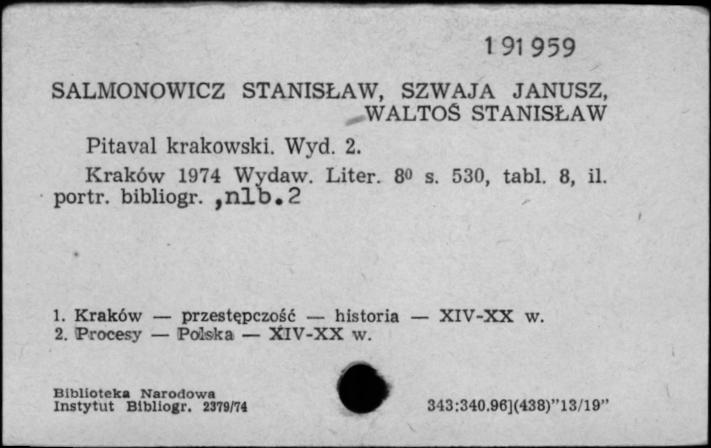 191959
SALMONOWICZ STANISŁAW, SZWAJA JANUSZ,
WALTOŚ STANISŁAW
Pitaval krakowski. Wyd. 2.
Kraków 1974 Wydaw. Liter. 8⁰ s. 530, tabl. 8, il.
portr. bibliogr. ,nlb.2
1. Kraków — przestępczość — historia — XIV-XX w.
2. Procesy — Polska — XIV-XX w.
Biblioteka Narodowa
Instytut Bibliogr. 2379/74
343:340.96](438)”13/19”